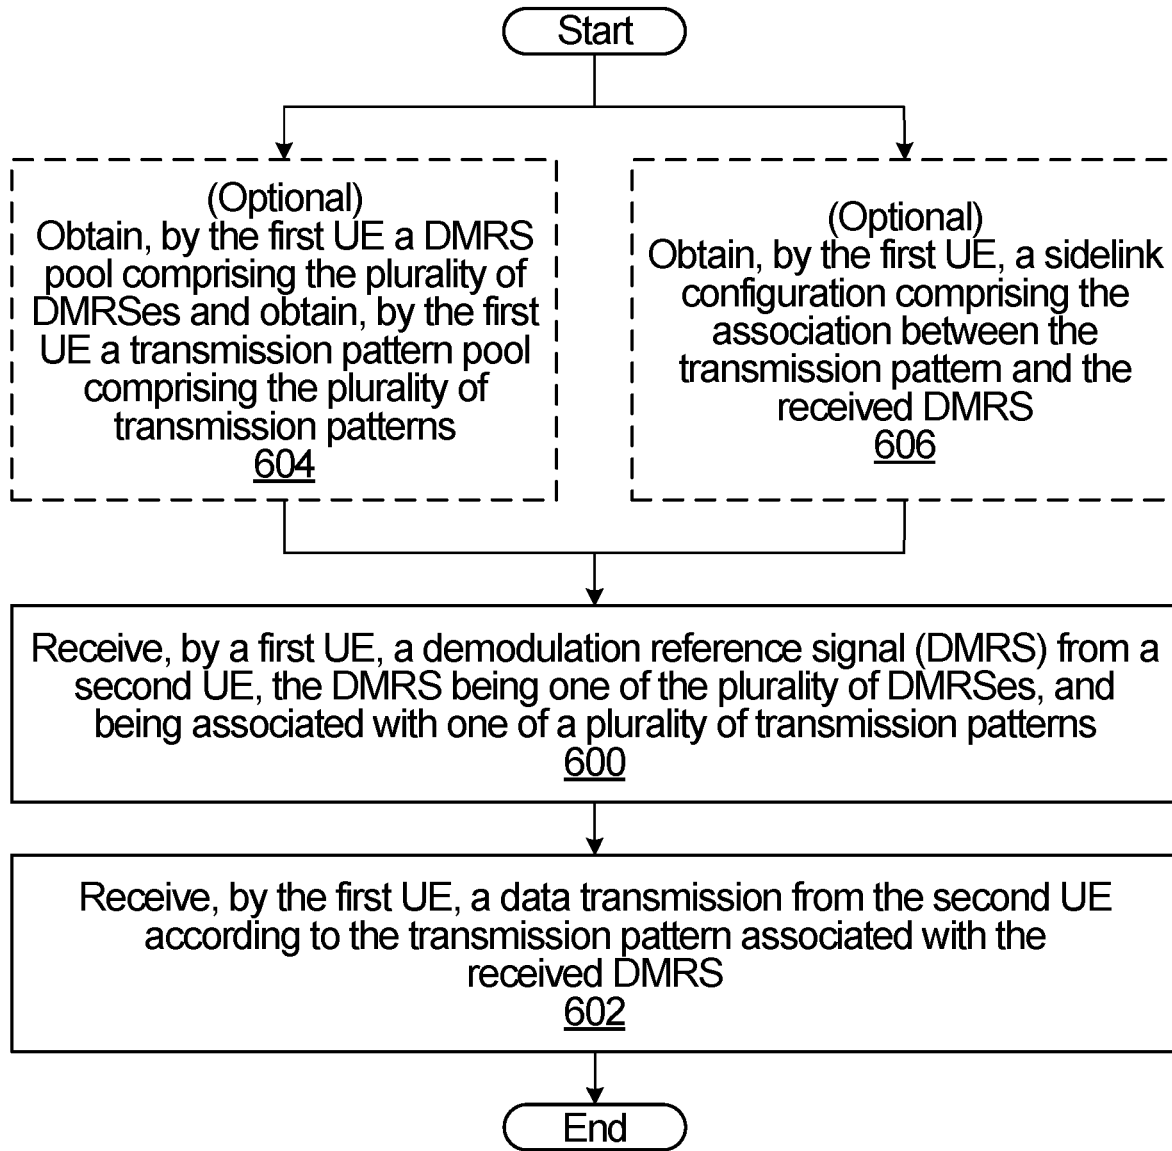 Start
(Optional)
Obtain, by the first UE a DMRS
pool comprising the plurality of
DMRSes and obtain, by the first
UE a transmission pattern pool
comprising the plurality of
transmission patterns
604
(Optional)
Obtain, by the first UE, a sidelink
configuration comprising the
association between the
transmission pattern and the
received DMRS
606
Receive, by a first UE, a demodulation reference signal (DMRS) from a
second UE, the DMRS being one of the plurality of DMRSes, and
being associated with one of a plurality of transmission patterns
600
Receive, by the first UE, a data transmission from the second UE
according to the transmission pattern associated with the
received DMRS
602
End